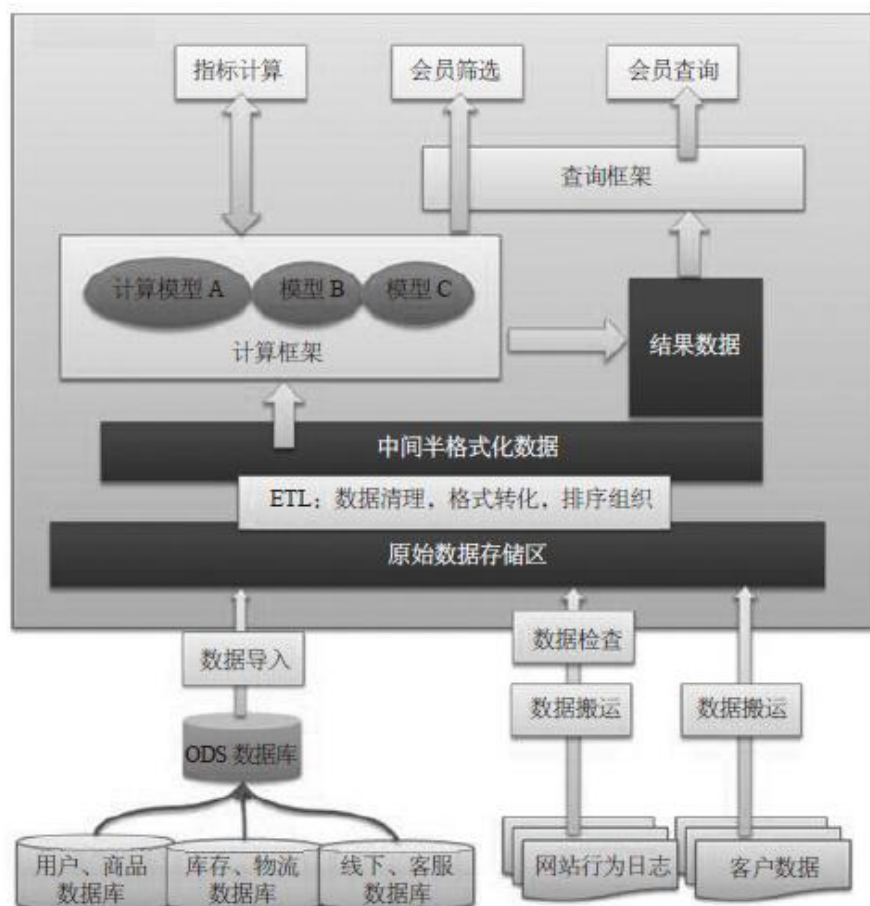 指标计算
会员筛选
会员查询
查询框架
计算模型 A
模型 B
模型 C
计算框架
结果数据
中间半格式化数据
ETL：数据清理，格式转化，排序组织
原始数据存储区
数据导入
数据检查
数据搬运
数据搬运
ODS 数据库
用户、商品
数据库
库存、物流
数据库
线下、客服
数据库
网站行为日志
客户数据